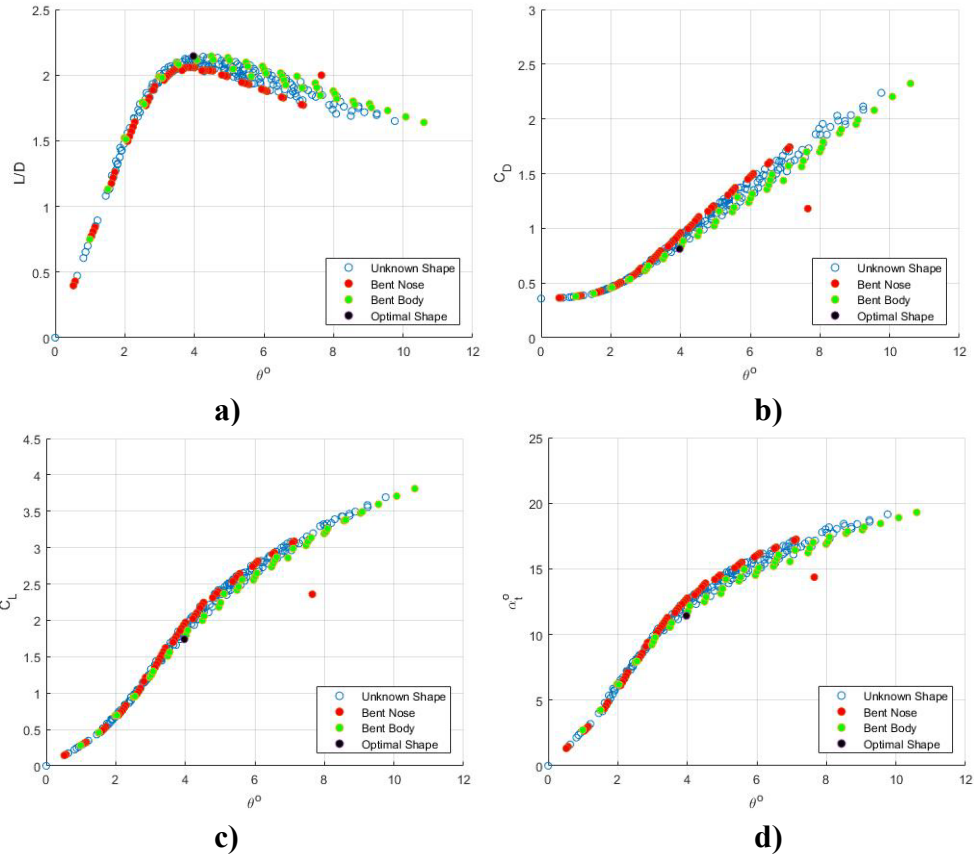 2.5
2
1.5
1
0.5
0
L/D
0 2 4 6 8 10 12
θ°
Unknown Shape
Bent Nose
Bent Body
Optimal Shape
a)
3
2.5
2
1.5
1
0.5
0
C_D
0 2 4 6 8 10 12
θ°
Unknown Shape
Bent Nose
Bent Body
Optimal Shape
b)
4.5
4
3.5
3
2.5
2
1.5
1
0.5
0
C_L
0 2 4 6 8 10 12
θ°
Unknown Shape
Bent Nose
Bent Body
Optimal Shape
c)
25
20
15
10
5
0
α_t°
0 2 4 6 8 10 12
θ°
Unknown Shape
Bent Nose
Bent Body
Optimal Shape
d)